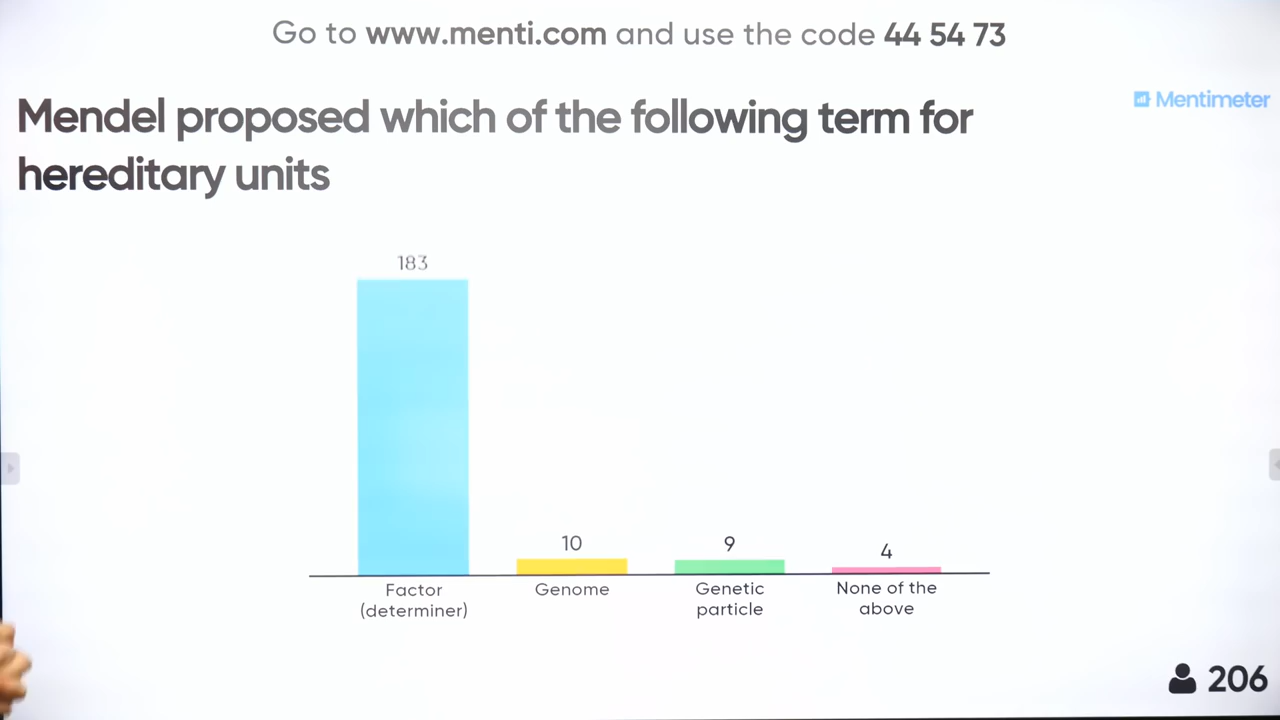 Go to www.menti.com and use the code 44 54 73
Mentimeter
Mendel proposed which of the following term for
hereditary units
183
10
9
4
Factor
(determiner)
Genome
Genetic
particle
None of the
above
206